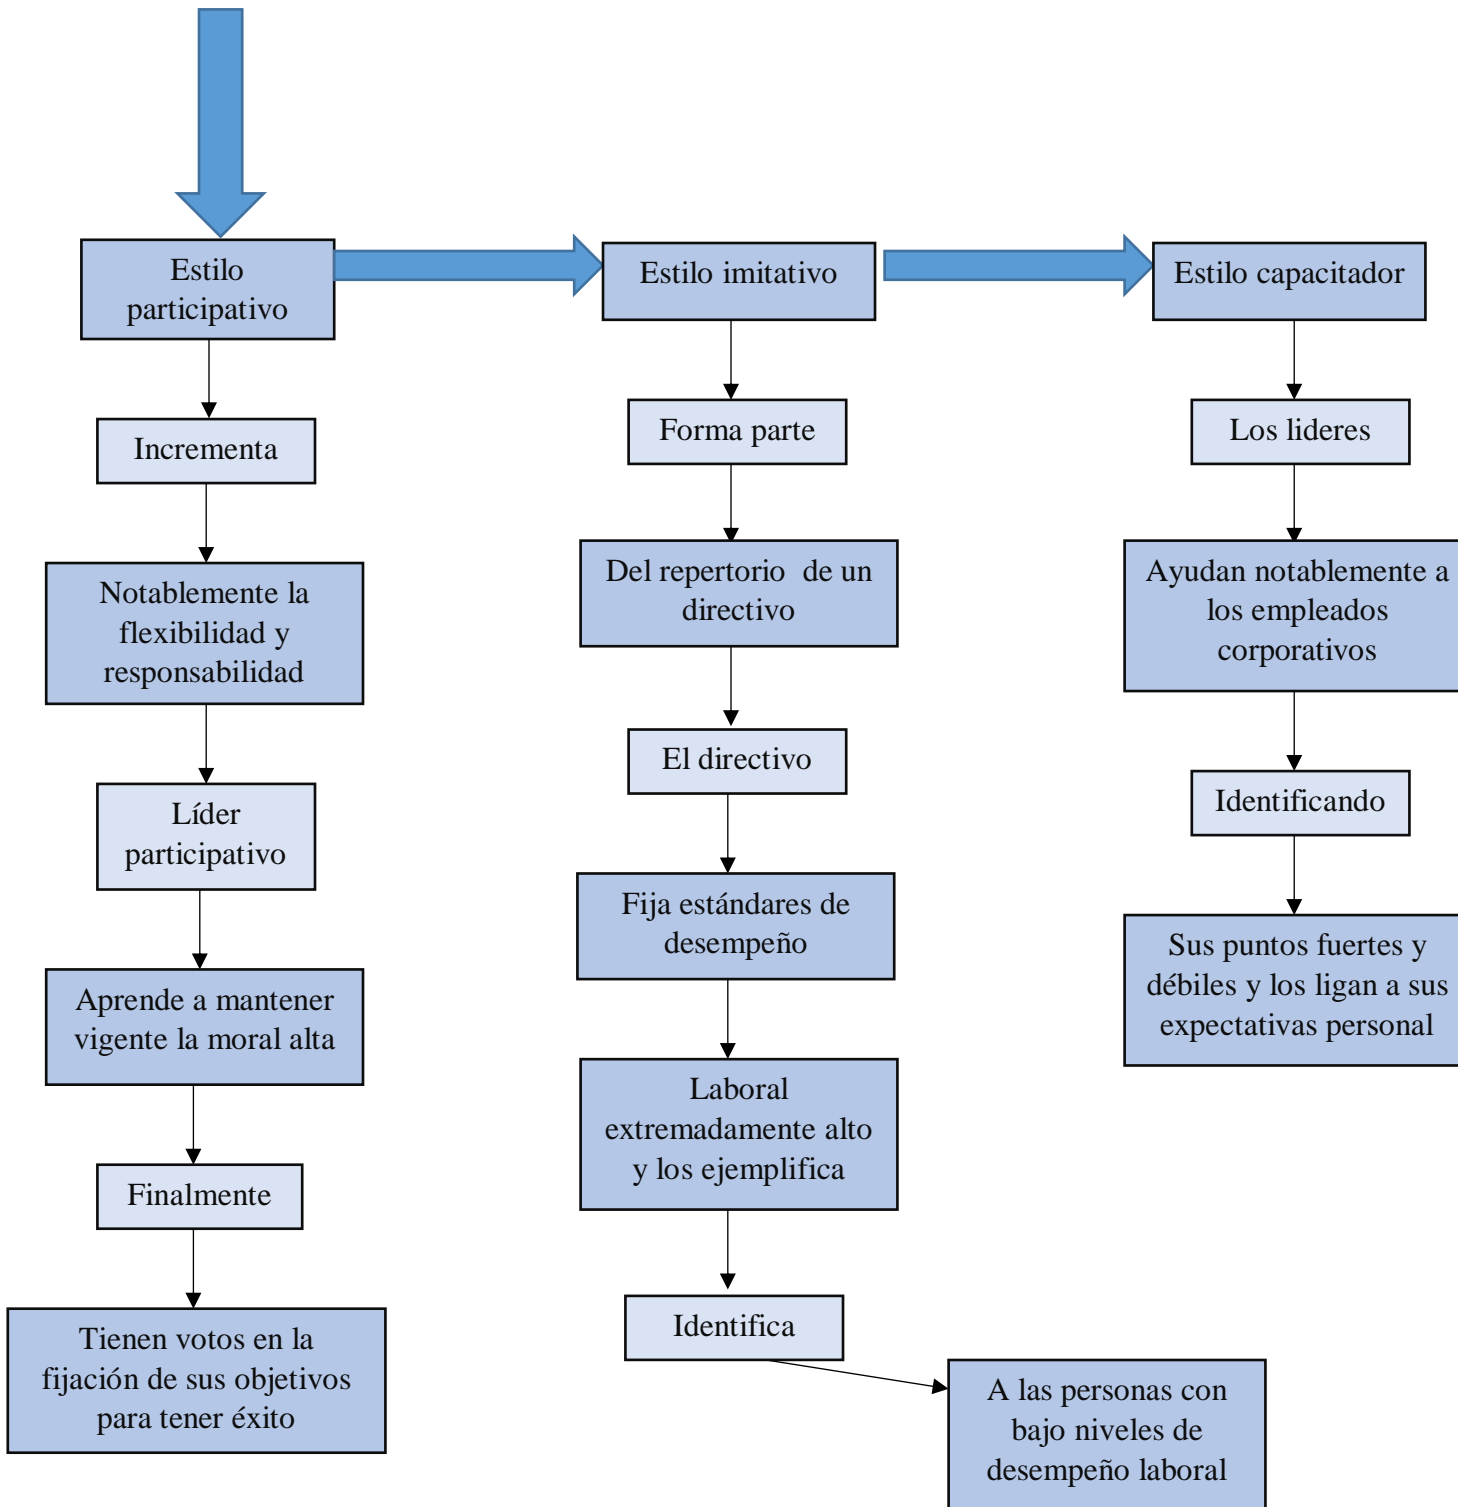 Estilo
participativo
Incrementa
Notablemente la
flexibilidad y
responsabilidad
Líder
participativo
Aprende a mantener
vigente la moral alta
Finalmente
Tienen votos en la
fijación de sus objetivos
para tener éxito
Estilo imitativo
Forma parte
Del repertorio de un
directivo
El directivo
Fija estándares de
desempeño
Laboral
extremadamente alto
y los ejemplifica
Identifica
A las personas con
bajo niveles de
desempeño laboral
Estilo capacitador
Los lideres
Ayudan notablemente a
los empleados
corporativos
Identificando
Sus puntos fuertes y
débiles y los ligan a sus
expectativas personal